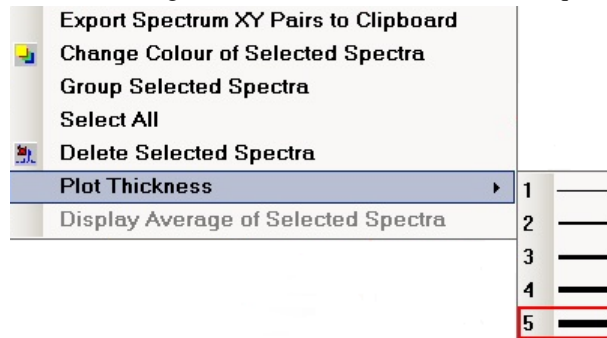 Export Spectrum XY Pairs to Clipboard
Change Colour of Selected Spectra
Group Selected Spectra
Select All
Delete Selected Spectra
Plot Thickness
Display Average of Selected Spectra
1
2
3
4
5